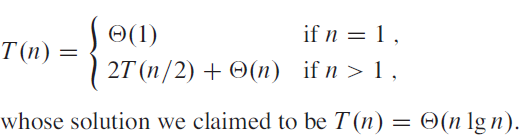 T(n) = { Θ(1) if n = 1 ,
2T(n/2) + Θ(n) if n > 1 ,
whose solution we claimed to be T(n) = Θ(n lg n).